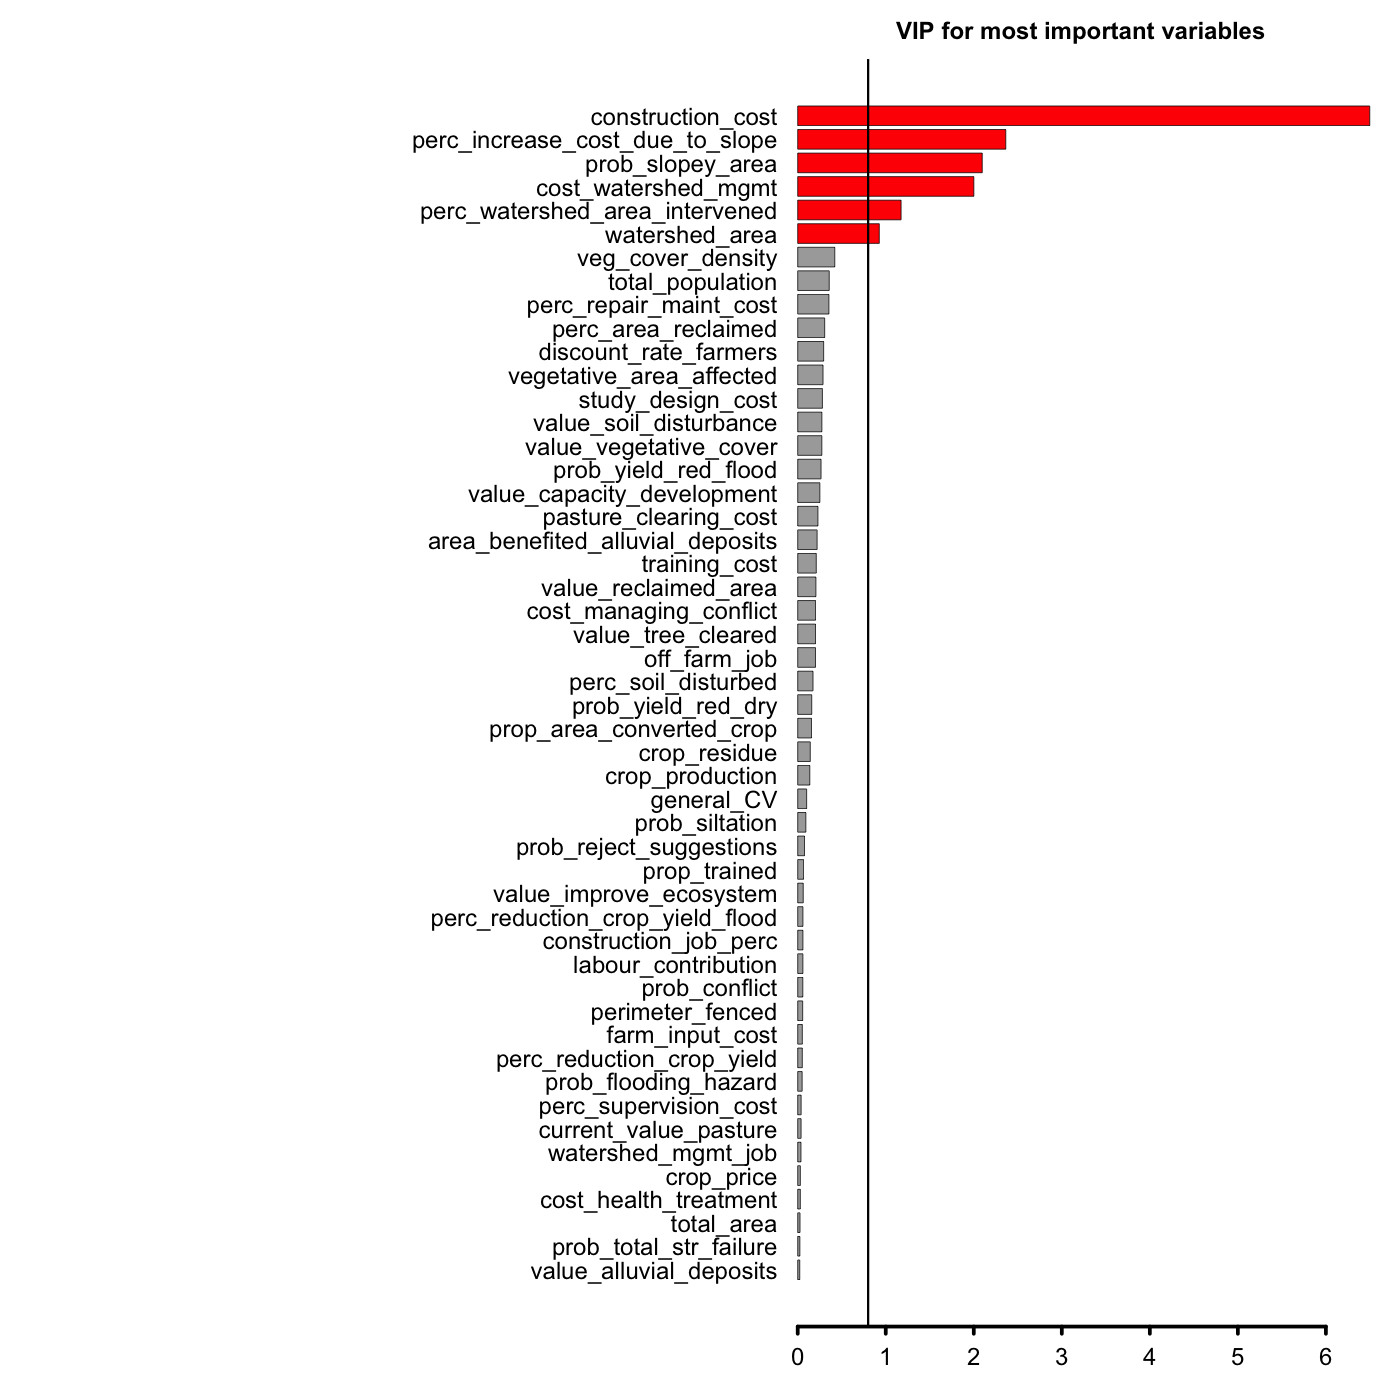 VIP for most important variables
construction_cost
perc_increase_cost_due_to_slope
prob_slopey_area
cost_watershed_mgmt
perc_watershed_area_intervened
watershed_area
veg_cover_density
total_population
perc_repair_maint_cost
perc_area_reclaimed
discount_rate_farmers
vegetative_area_affected
study_design_cost
value_soil_disturbance
value_vegetative_cover
prob_yield_red_flood
value_capacity_development
pasture_clearing_cost
area_benefited_alluvial_deposits
training_cost
value_reclaimed_area
cost_managing_conflict
value_tree_cleared
off_farm_job
perc_soil_disturbed
prob_yield_red_dry
prop_area_converted_crop
crop_residue
crop_production
general_CV
prob_siltation
prob_reject_suggestions
prop_trained
value_improve_ecosystem
perc_reduction_crop_yield_flood
construction_job_perc
labour_contribution
prob_conflict
perimeter_fenced
farm_input_cost
perc_reduction_crop_yield
prob_flooding_hazard
perc_supervision_cost
current_value_pasture
watershed_mgmt_job
crop_price
cost_health_treatment
total_area
prob_total_str_failure
value_alluvial_deposits
0 1 2 3 4 5 6